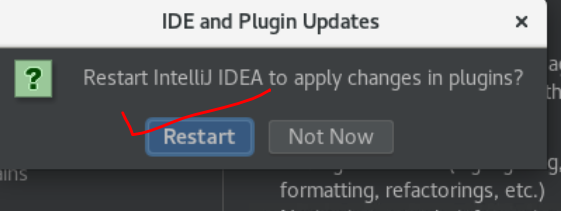 IDE and Plugin Updates
Restart IntelliJ IDEA to apply changes in plugins?
Restart
Not Now
formatting, refactorings, etc.)